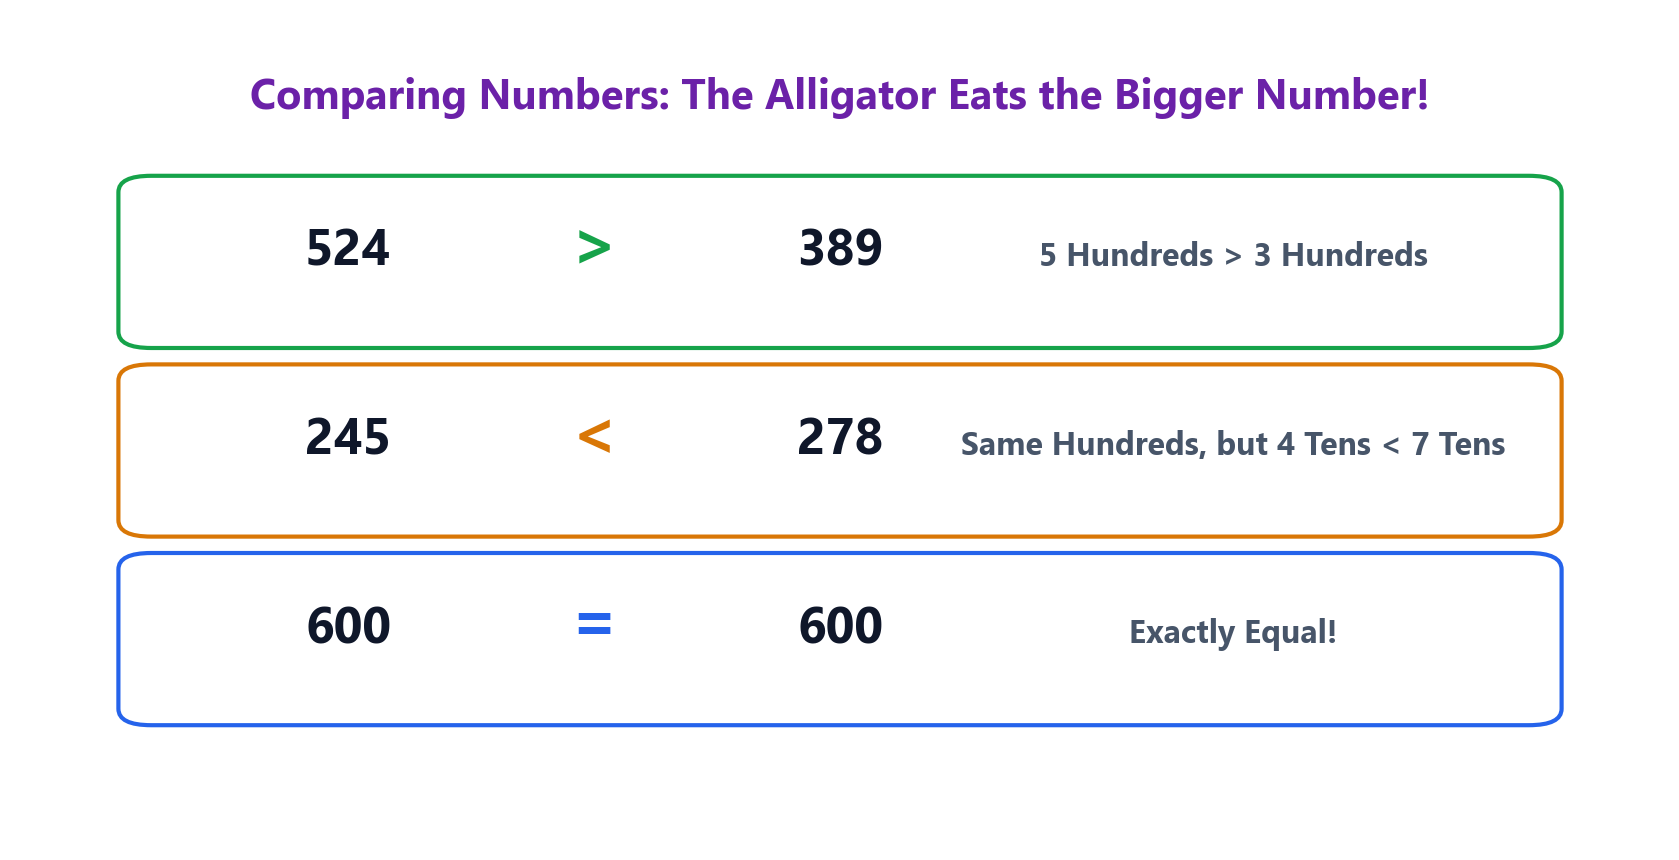 Comparing Numbers: The Alligator Eats the Bigger Number!
524 > 389 5 Hundreds > 3 Hundreds
245 < 278 Same Hundreds, but 4 Tens < 7 Tens
600 = 600 Exactly Equal!